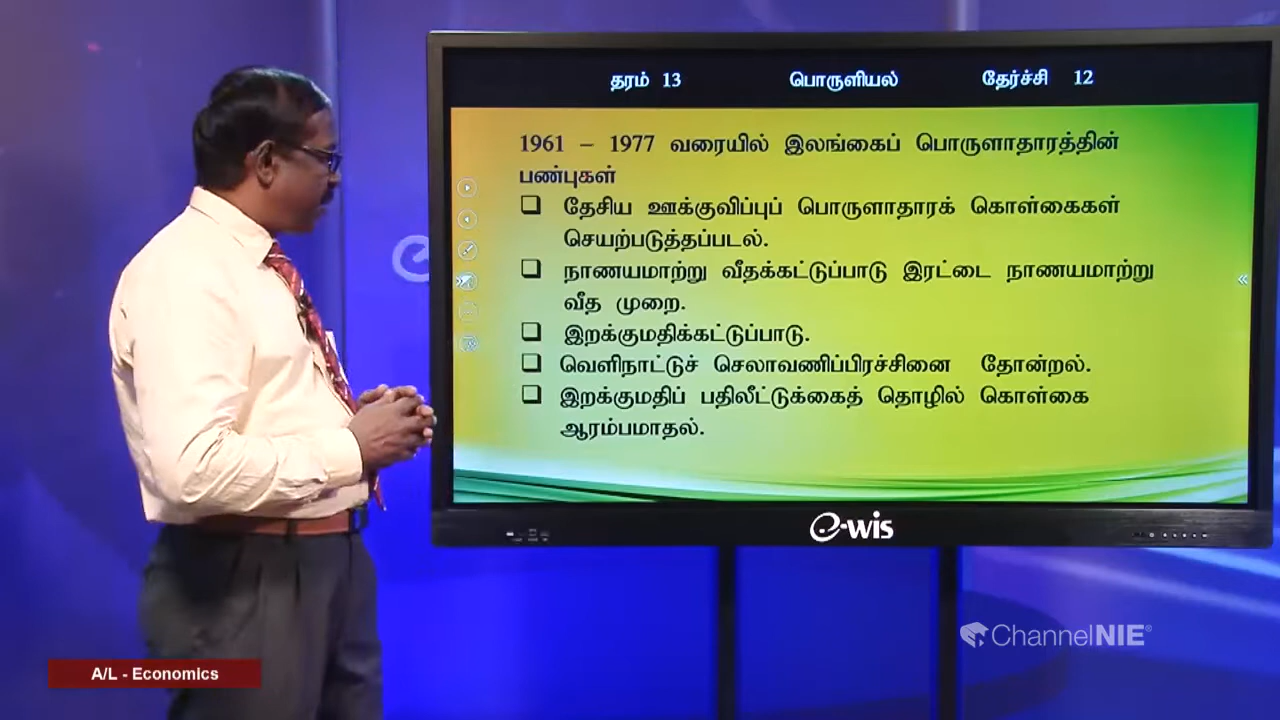 தரம் 13 பொருளியல் தேர்ச்சி 12
1961 – 1977 வரையில் இலங்கைப் பொருளாதாரத்தின்
பண்புகள்
❑ தேசிய ஊக்குவிப்புப் பொருளாதாரக் கொள்கைகள்
செயற்படுத்தப்படல்.
❑ நாணயமாற்று வீதக்கட்டுப்பாடு இரட்டை நாணயமாற்று
வீத முறை.
❑ இறக்குமதிக்கட்டுப்பாடு.
❑ வெளிநாட்டுச் செலாவணிப்பிரச்சினை தோன்றல்.
❑ இறக்குமதிப் பதிலீட்டுக்கைத் தொழில் கொள்கை
ஆரம்பமாதல்.
e-wis
ChannelNIE®
A/L - Economics